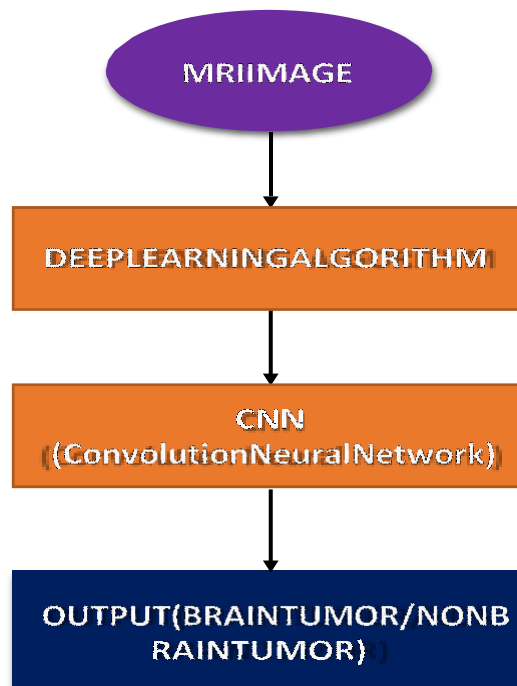 MRIIMAGE
DEEPLEARNINGALGORITHM
CNN
(ConvolutionNeuralNetwork)
OUTPUT(BRAINTUMOR/NONB
RAINTUMOR)